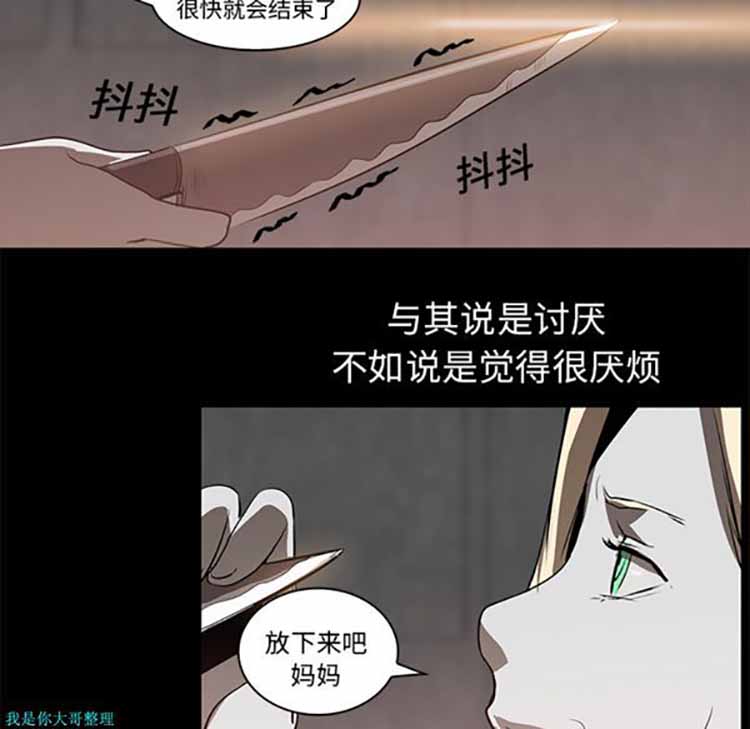 很快就会结束了
抖抖
抖抖
与其说是讨厌
不如说是觉得很厌烦
放下来吧
妈妈
我是你大哥整理